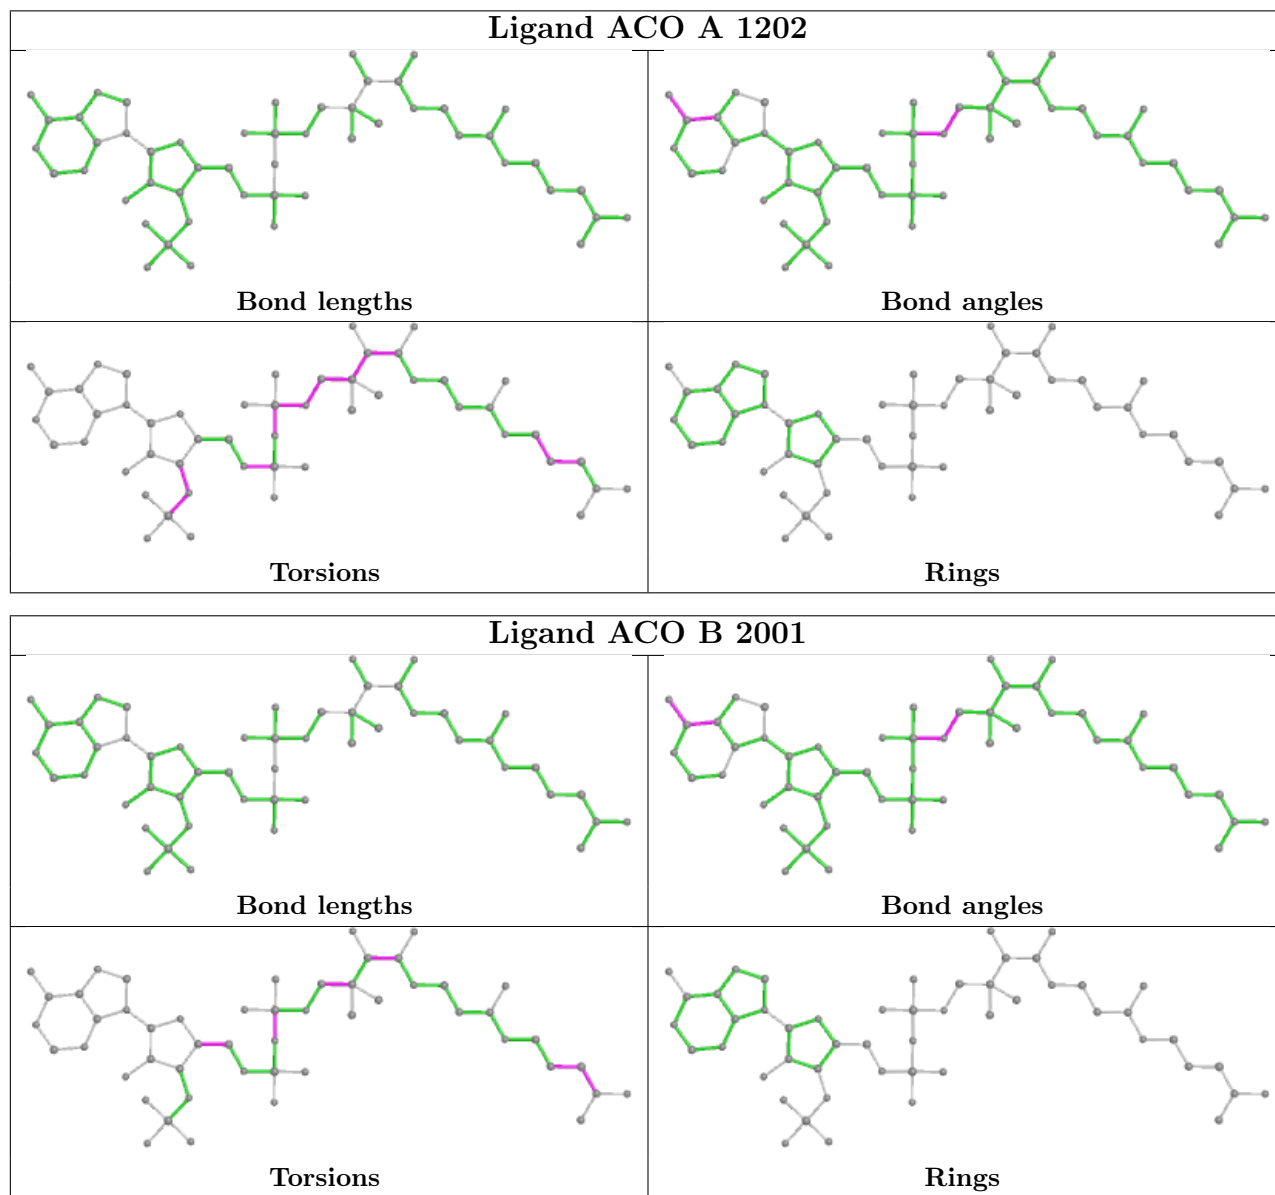 Ligand ACO A 1202
Bond lengths
Bond angles
Torsions
Rings
Ligand ACO B 2001
Bond lengths
Bond angles
Torsions
Rings